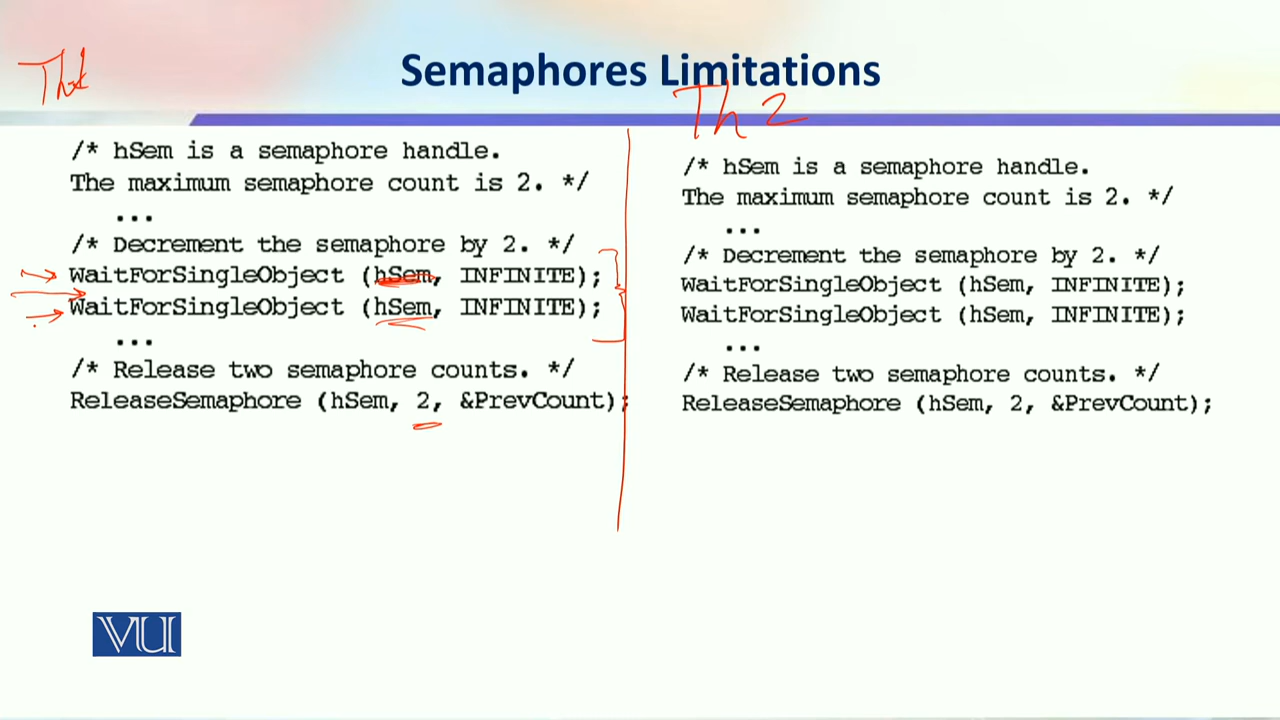 Semaphores Limitations
Th 2
/* hSem is a semaphore handle.
The maximum semaphore count is 2. */
...
/* Decrement the semaphore by 2. */
WaitForSingleObject (hSem, INFINITE);
WaitForSingleObject (hSem, INFINITE);
...
/* Release two semaphore counts. */
ReleaseSemaphore (hSem, 2, &PrevCount);
/* hSem is a semaphore handle.
The maximum semaphore count is 2. */
...
/* Decrement the semaphore by 2. */
WaitForSingleObject (hSem, INFINITE);
WaitForSingleObject (hSem, INFINITE);
...
/* Release two semaphore counts. */
ReleaseSemaphore (hSem, 2, &PrevCount);
VU